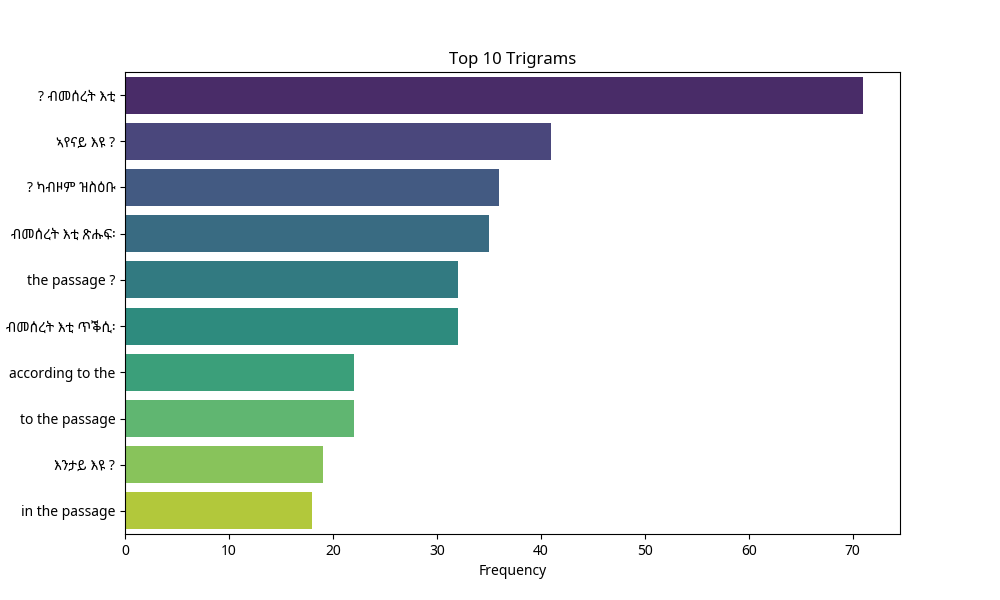 Top 10 Trigrams
? ብመሰረት እቲ
ኣየናይ እዩ ?
? ካብዞም ዝስዕቡ
ብመሰረት እቲ ጽሑፍ፡
the passage ?
ብመሰረት እቲ ጥቕሲ፡
according to the
to the passage
እንታይ እዩ ?
in the passage
0 10 20 30 40 50 60 70
Frequency